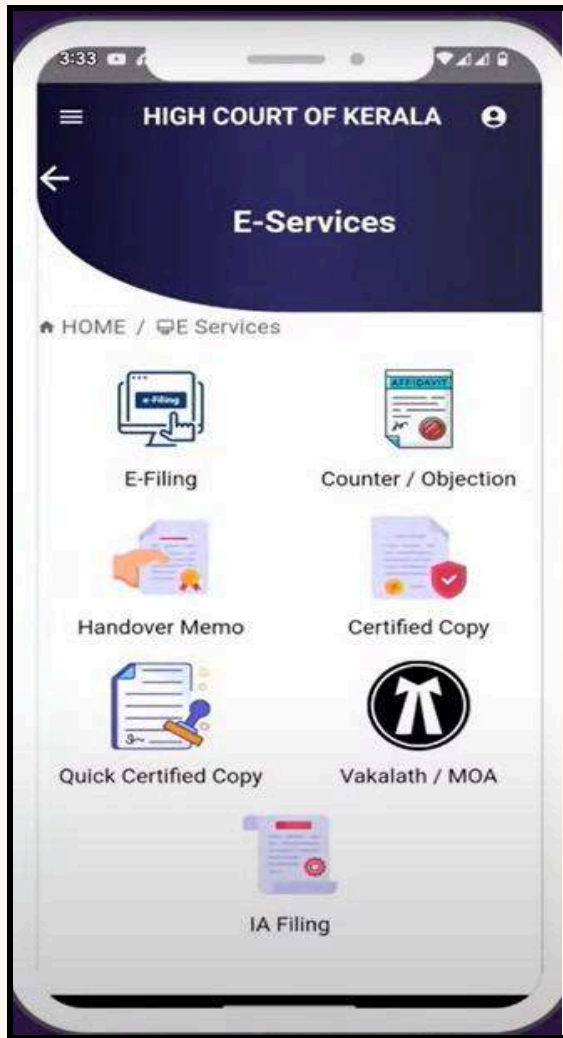 3:33
HIGH COURT OF KERALA
E-Services
HOME / E Services
e-Filing
AFFIDAVIT
E-Filing
Counter / Objection
Handover Memo
Certified Copy
Quick Certified Copy
Vakalath / MOA
IA Filing